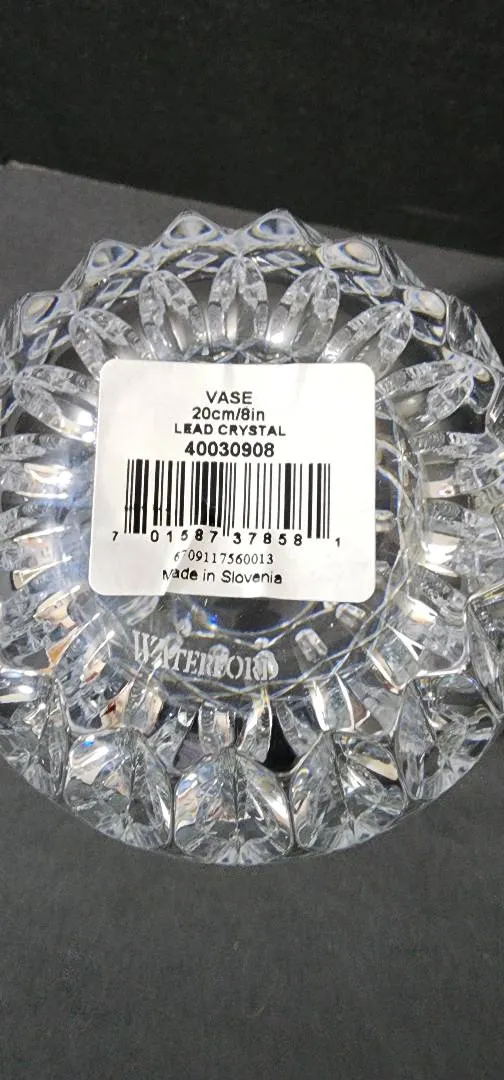 VASE
20cm/8in
LEAD CRYSTAL
40030908
7 01587 37858 1
6709117560013
Made in Slovenia
WATERFORD